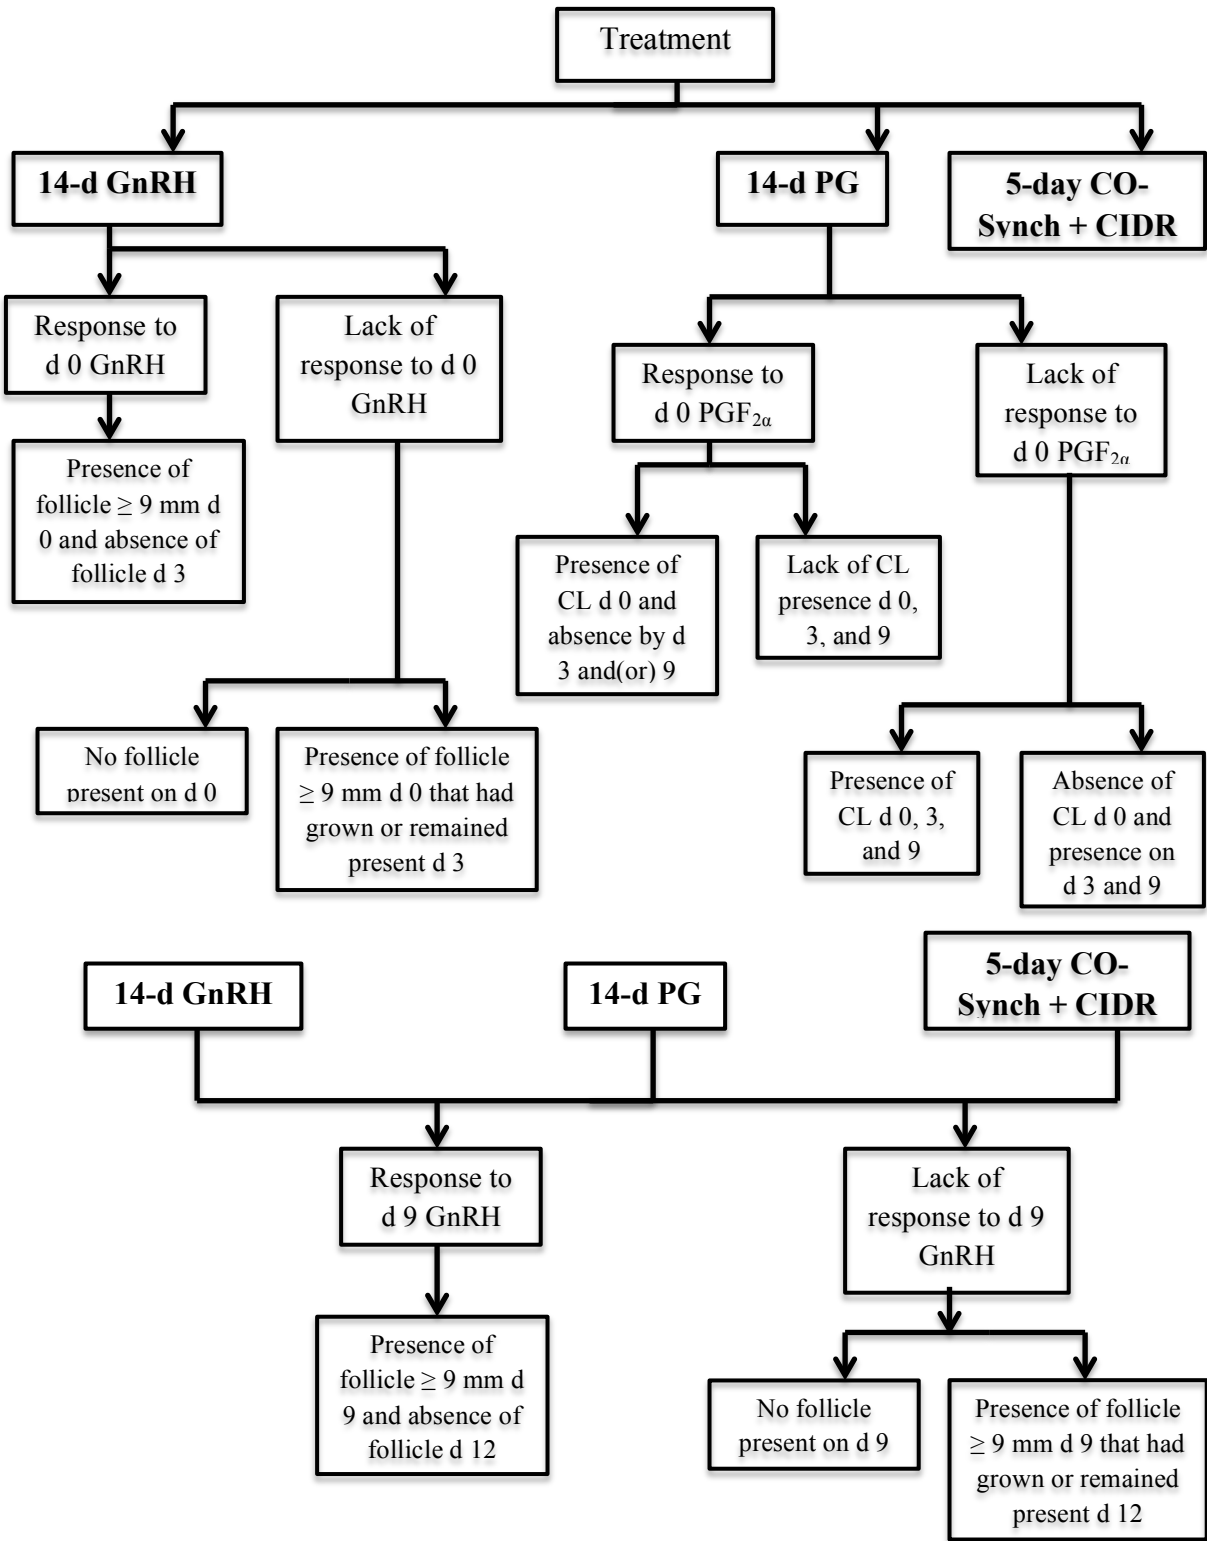 Treatment
14-d GnRH
14-d PG
5-day CO-
Synch + CIDR
Response to
d 0 GnRH
Lack of
response to d 0
GnRH
Response to
d 0 PGF2α
Lack of
response to
d 0 PGF2α
Presence of
follicle ≥ 9 mm d
0 and absence of
follicle d 3
Presence of
CL d 0 and
absence by d
3 and(or) 9
Lack of CL
presence d 0,
3, and 9
No follicle
present on d 0
Presence of follicle
≥ 9 mm d 0 that had
grown or remained
present d 3
Presence of
CL d 0, 3,
and 9
Absence of
CL d 0 and
presence on
d 3 and 9
14-d GnRH
14-d PG
5-day CO-
Synch + CIDR
Response to
d 9 GnRH
Lack of
response to d 9
GnRH
Presence of
follicle ≥ 9 mm d
9 and absence of
follicle d 12
No follicle
present on d 9
Presence of follicle
≥ 9 mm d 9 that had
grown or remained
present d 12